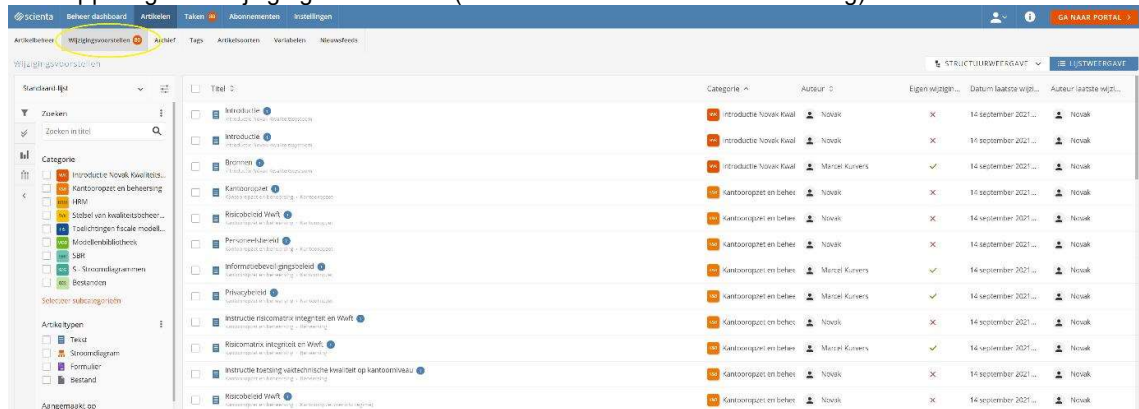 scienta Beheer dashboard Artikelen Taken Abonnementen Instellingen GA NAAR PORTAL >
Artikelbeheer Wijzigingsvoorstellen Archief Tags Artikelsoorten Variabelen Nieuwsfeeds
Wijzigingsvoorstellen STRUCTUURWEERGAVE LIJSTWEERGAVE
Standaard lijst Titel Categorie Auteur Eigen wijzigin... Datum laatste wijzi... Auteur laatste wijzi...
Zoeken
Zoeken in titel
Categorie
Introductie Novak Kwaliteits...
Kantooropzet en beheersing
HRM
Stelsel van kwaliteitsbeheer...
Toelichtingen fiscale modell...
Modellenbibliotheek
SBR
S - Stroomdiagrammen
Bestanden
Selecteer subcategorieën
Artikeltypen
Tekst
Stroomdiagram
Formulier
Bestand
Aangemaakt op
Introductie Introductie Novak Kwal Novak 14 september 2021... Novak
Introductie Introductie Novak Kwal Novak 14 september 2021... Novak
Bronnen Introductie Novak Kwal Marcel Kurvers 14 september 2021... Novak
Kantooropzet Kantooropzet en behee Novak 14 september 2021... Novak
Risicobeleid Wwft Kantooropzet en behee Novak 14 september 2021... Novak
Personeelsbeleid Kantooropzet en behee Novak 14 september 2021... Novak
Informatiebeveiligingsbeleid Kantooropzet en behee Marcel Kurvers 14 september 2021... Novak
Privacybeleid Kantooropzet en behee Marcel Kurvers 14 september 2021... Novak
Instructie risicomatrix integriteit en Wwft Kantooropzet en behee Novak 14 september 2021... Novak
Risicomatrix integriteit en Wwft Kantooropzet en behee Marcel Kurvers 14 september 2021... Novak
Instructie toetsing vaktechnische kwaliteit op kantoorniveau Kantooropzet en behee Novak 14 september 2021... Novak
Risicobeleid Wwft Kantooropzet en behee Novak 14 september 2021... Novak